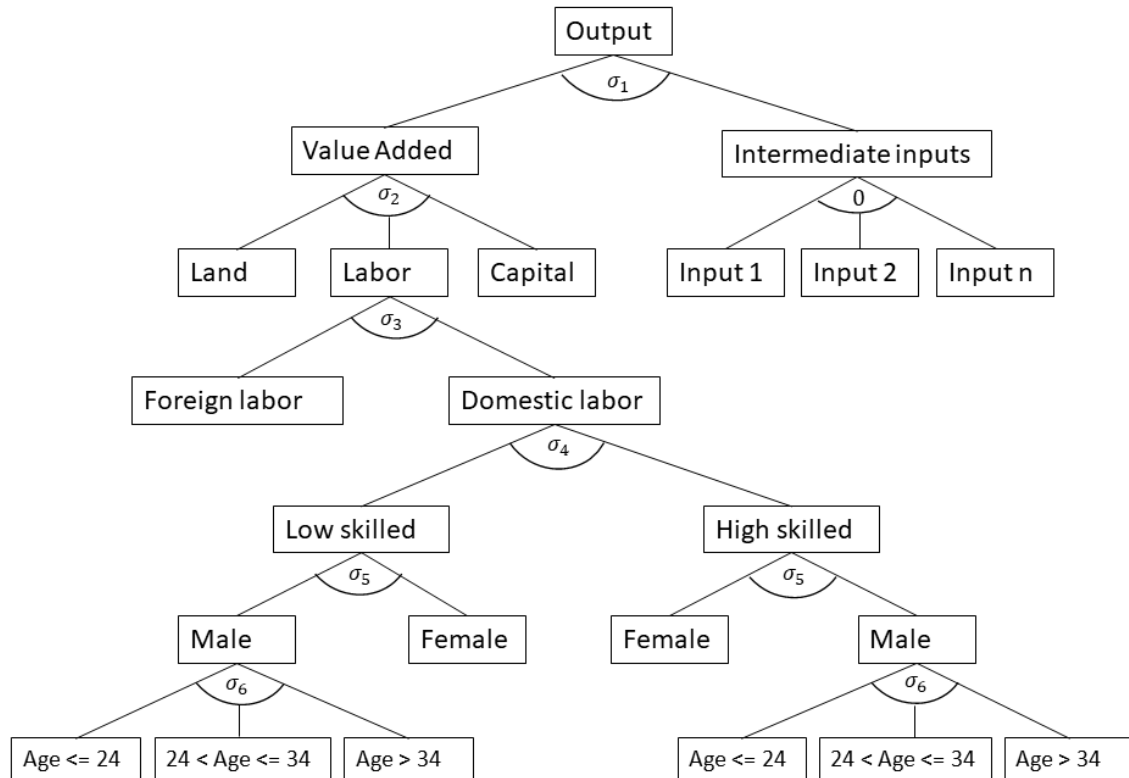 Output
σ₁
Value Added
Intermediate inputs
σ₂
0
Land
Labor
Capital
Input 1
Input 2
Input n
σ₃
Foreign labor
Domestic labor
σ₄
Low skilled
High skilled
σ₅
σ₅
Male
Female
Female
Male
σ₆
σ₆
Age <= 24
24 < Age <= 34
Age > 34
Age <= 24
24 < Age <= 34
Age > 34